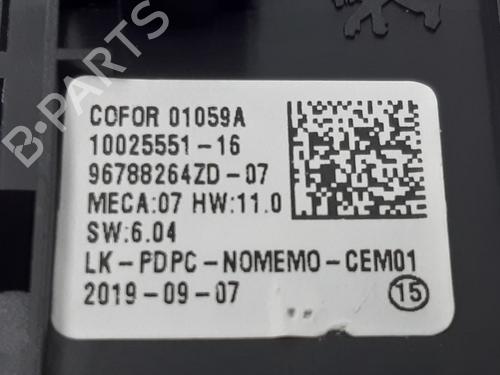 B-PARTS
COFOR 01059A
10025551-16
96788264ZD-07
MECA:07 HW:11.0
SW:6.04
LK-PDPC-NOMEMO-CEM01
2019-09-07
15